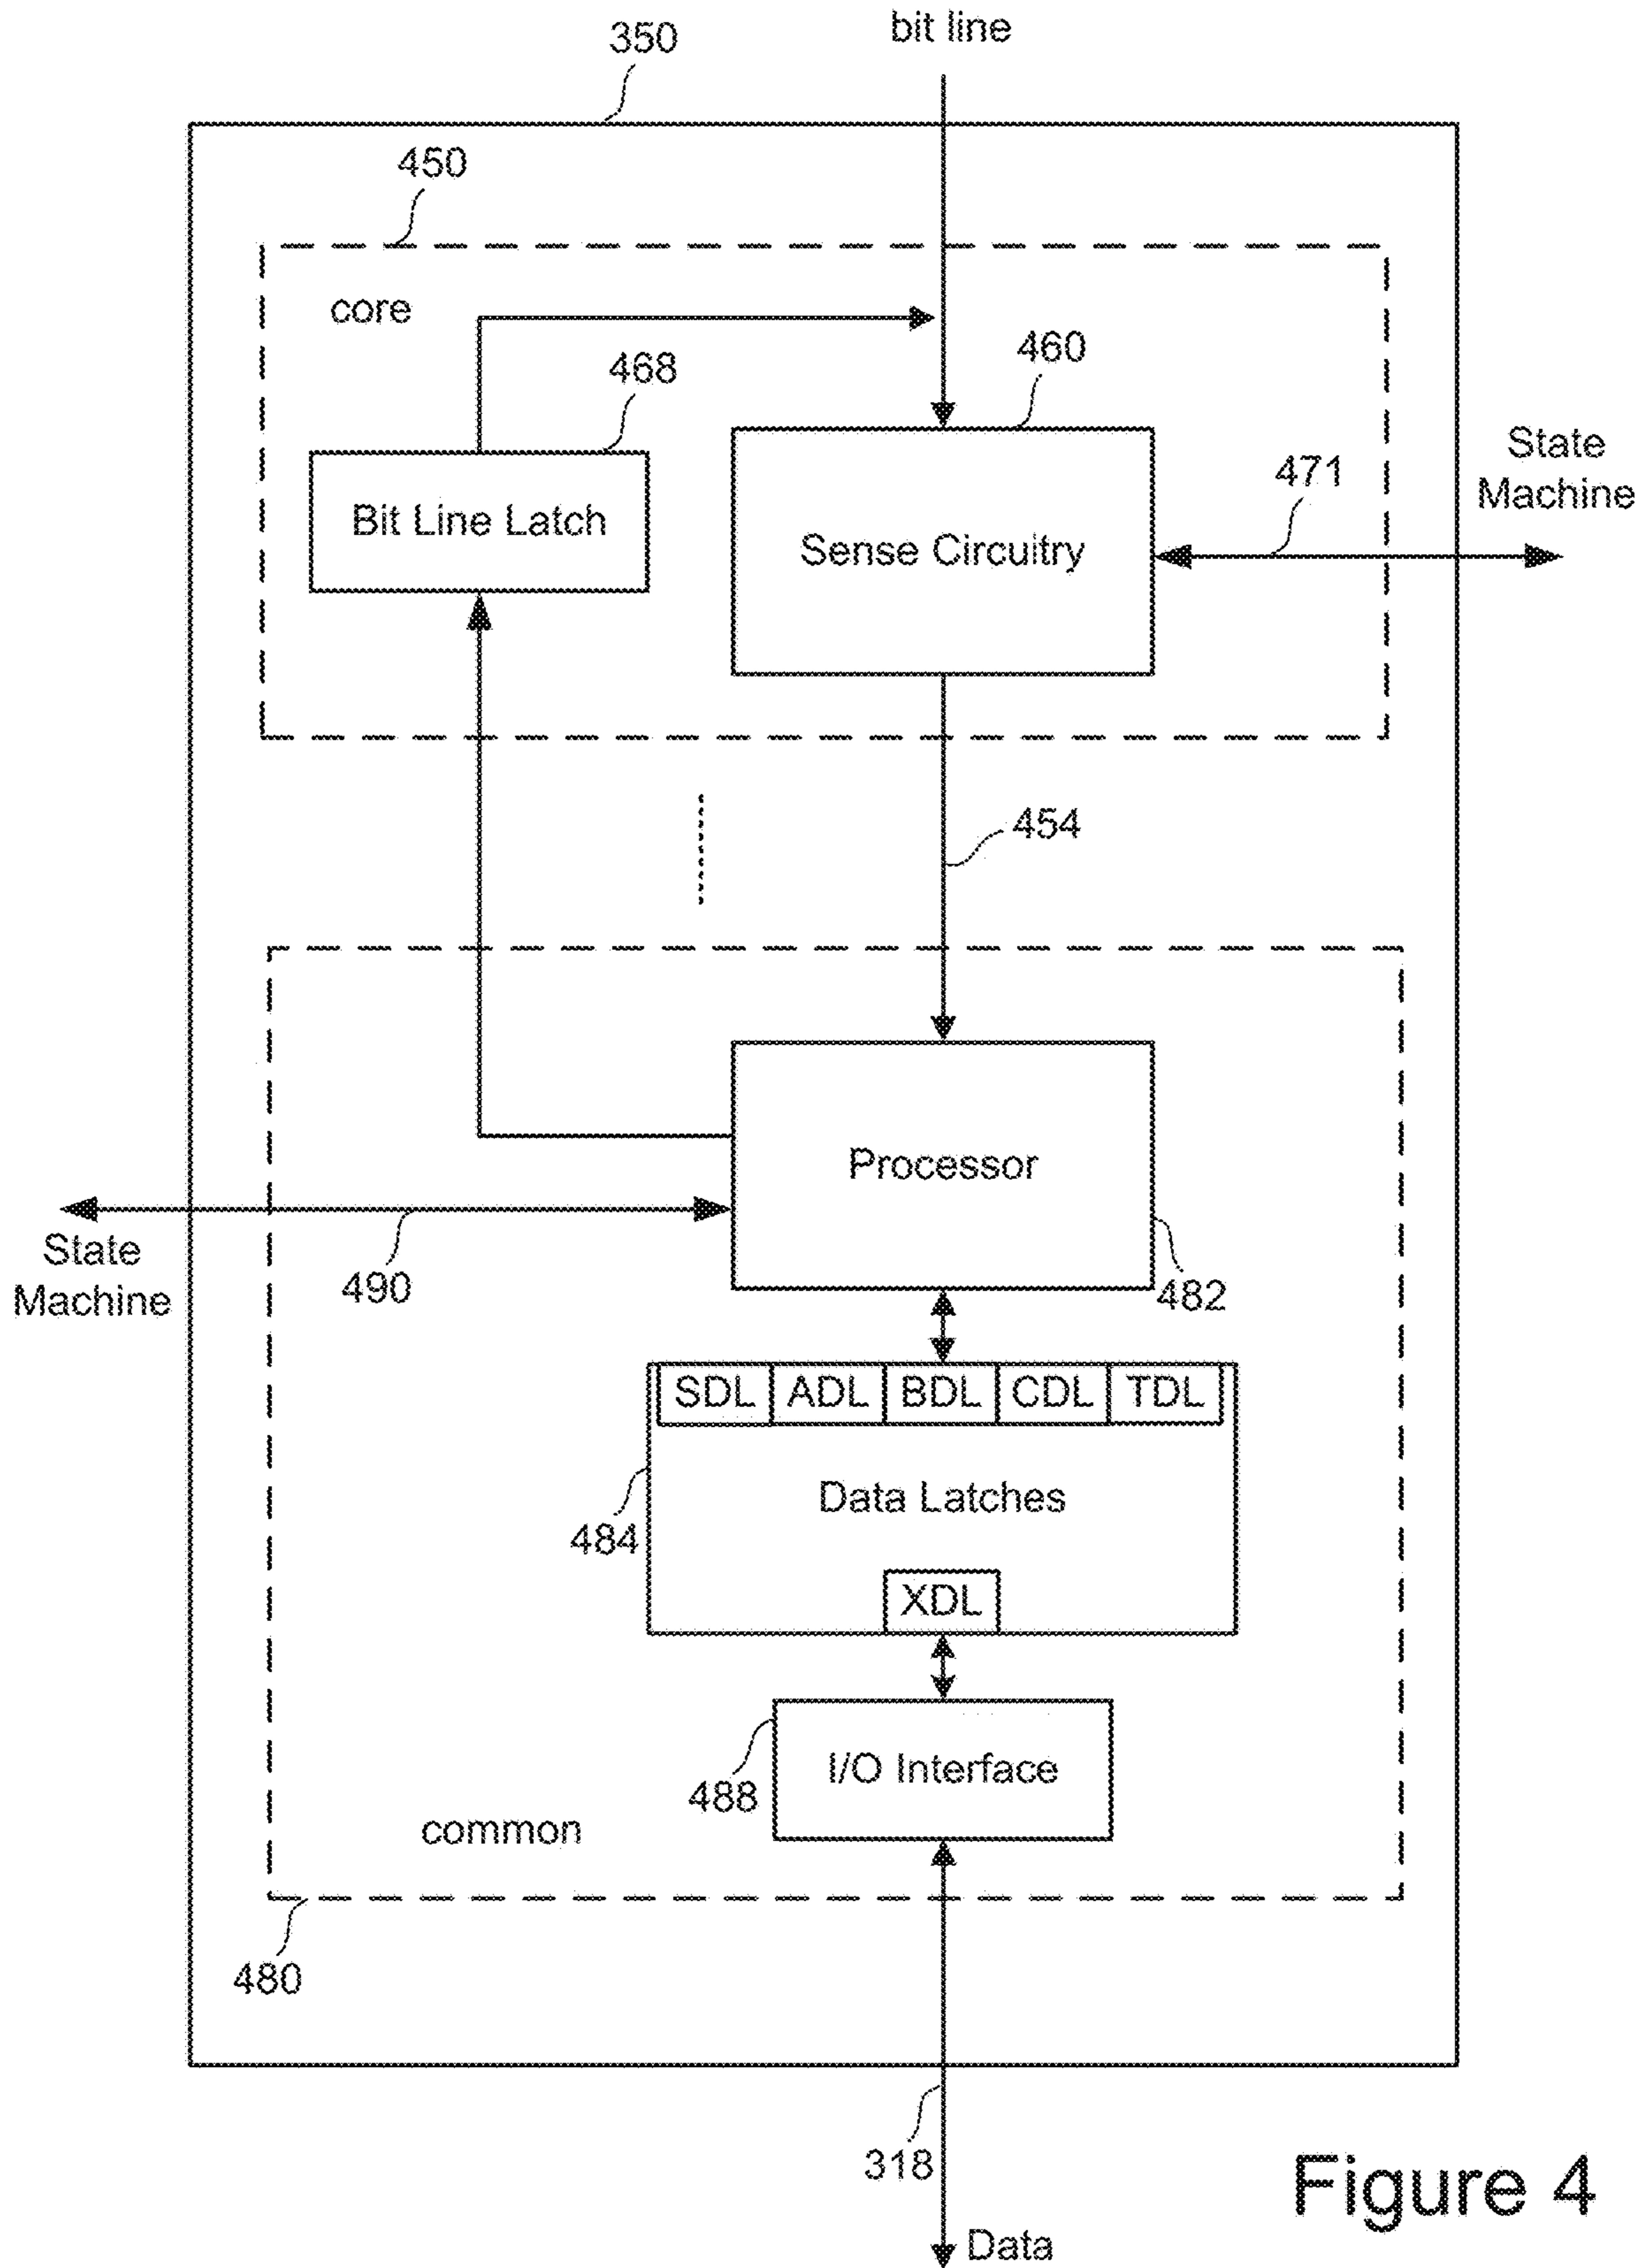 bit line
350
450
core
468
460
State
Machine
471
Bit Line Latch
Sense Circuitry
454
Processor
State
Machine
490
482
SDL ADL BDL CDL TDL
Data Latches
484
XDL
I/O Interface
488
common
480
318
Data
Figure 4